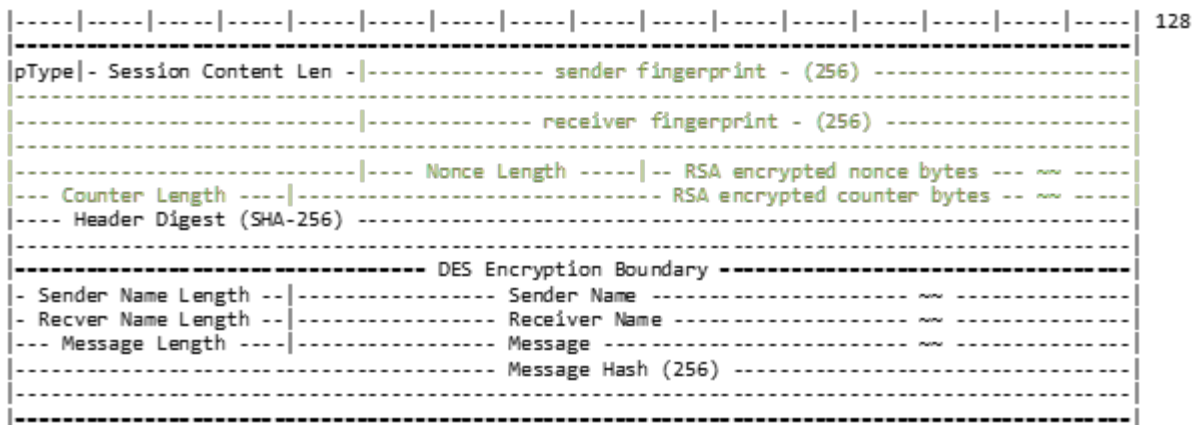 |-----|-----|-----|-----|-----|-----|-----|-----|-----|-----|-----|-----|-----|-----|-----|-----| 128
|-----------------------------------------------------------------------------------------------|
|pType|- Session Content Len -|--------------- sender fingerprint - (256) ----------------------|
|-----------------------------------------------------------------------------------------------|
|-----------------------------|-------------- receiver fingerprint - (256) ---------------------|
|-----------------------------------------------------------------------------------------------|
|-----------------------------|---- Nonce Length -----|-- RSA encrypted nonce bytes --- ~~ -----|
|--- Counter Length ----|-------------------------------- RSA encrypted counter bytes -- ~~ -----|
|---- Header Digest (SHA-256) ------------------------------------------------------------------|
|-----------------------------------------------------------------------------------------------|
|----------------------------------- DES Encryption Boundary -----------------------------------|
|- Sender Name Length --|----------------- Sender Name ---------------------- ~~ ---------------|
|- Recver Name Length --|----------------- Receiver Name -------------------- ~~ ---------------|
|--- Message Length ----|----------------- Message -------------------------- ~~ ---------------|
|----------------------------------------- Message Hash (256) ----------------------------------|
|-----------------------------------------------------------------------------------------------|
|-----------------------------------------------------------------------------------------------|